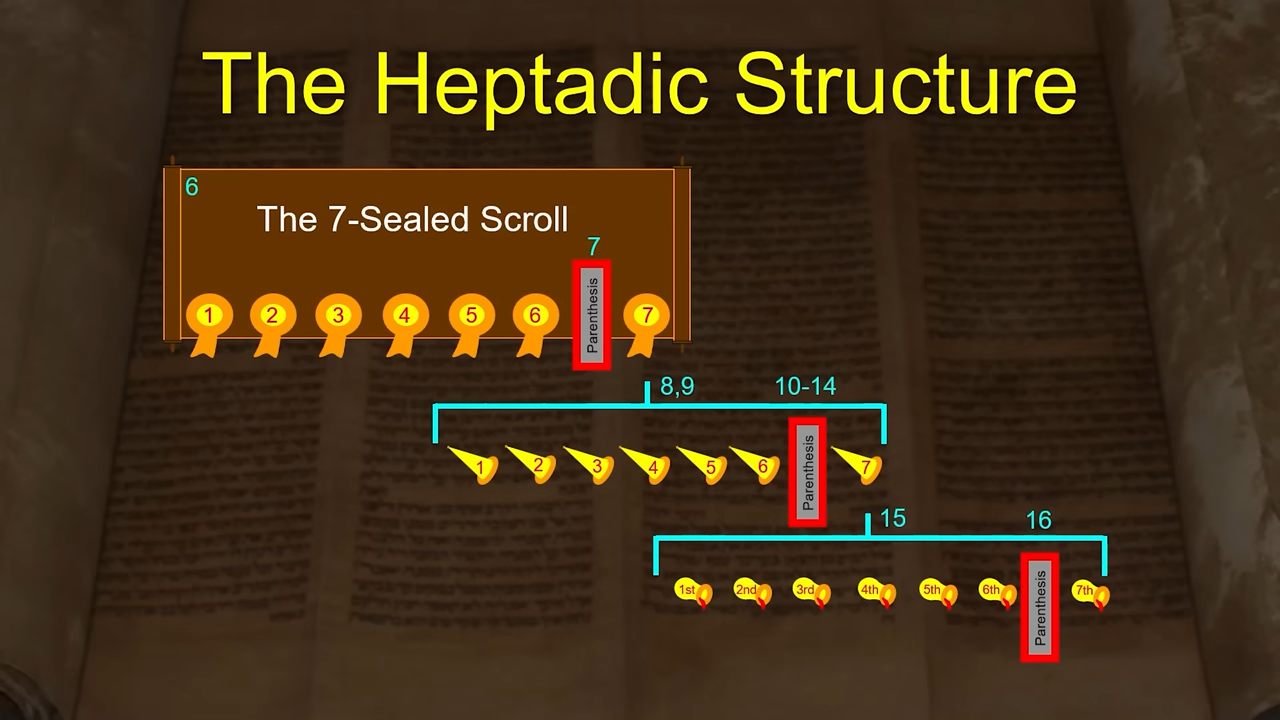 The Heptadic Structure
6
The 7-Sealed Scroll
7
1 2 3 4 5 6 Parenthesis 7
8,9 10-14
1 2 3 4 5 6 Parenthesis 7
15 16
1st 2nd 3rd 4th 5th 6th Parenthesis 7th